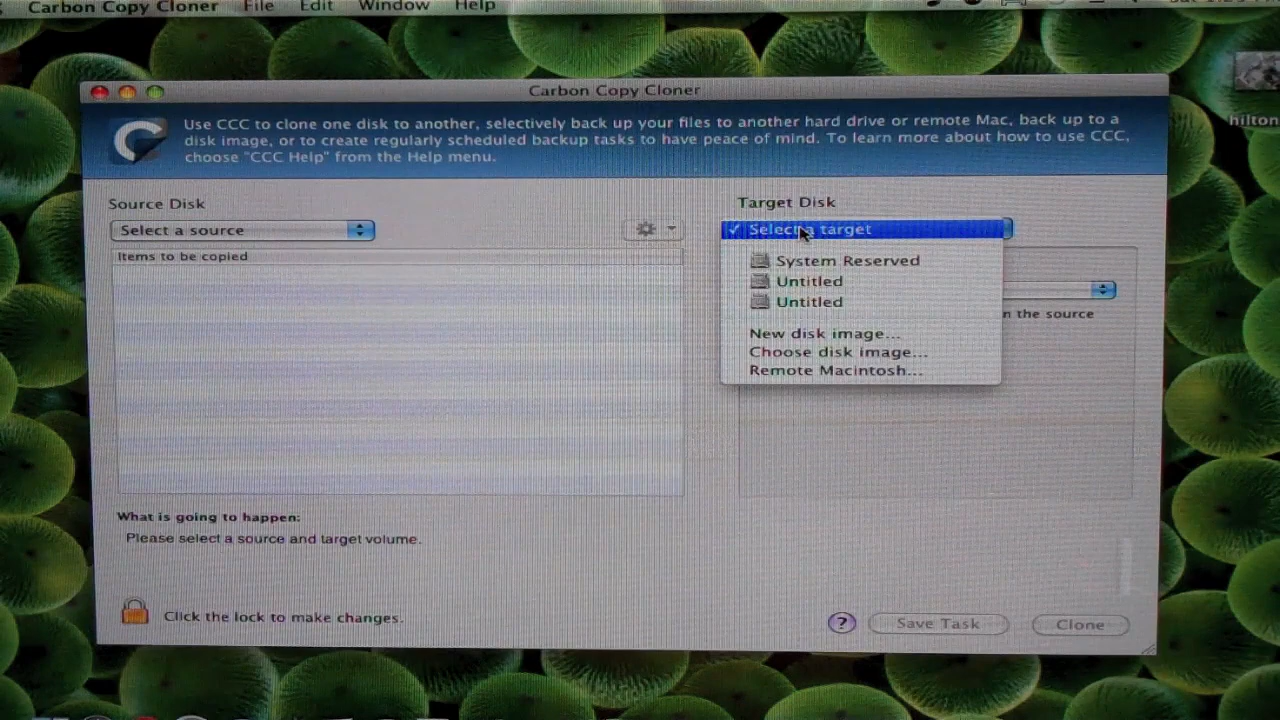 Carbon Copy Cloner File Edit Window Help
Carbon Copy Cloner
Use CCC to clone one disk to another, selectively back up your files to another hard drive or remote Mac, back up to a
disk image, or to create regularly scheduled backup tasks to have peace of mind. To learn more about how to use CCC,
choose "CCC Help" from the Help menu.
hilton
Source Disk
Target Disk
Select a source
✓ Select a target
Items to be copied
System Reserved
Untitled
Untitled
n the source
New disk image...
Choose disk image...
Remote Macintosh...
What is going to happen:
Please select a source and target volume.
Click the lock to make changes.
?
Save Task
Clone